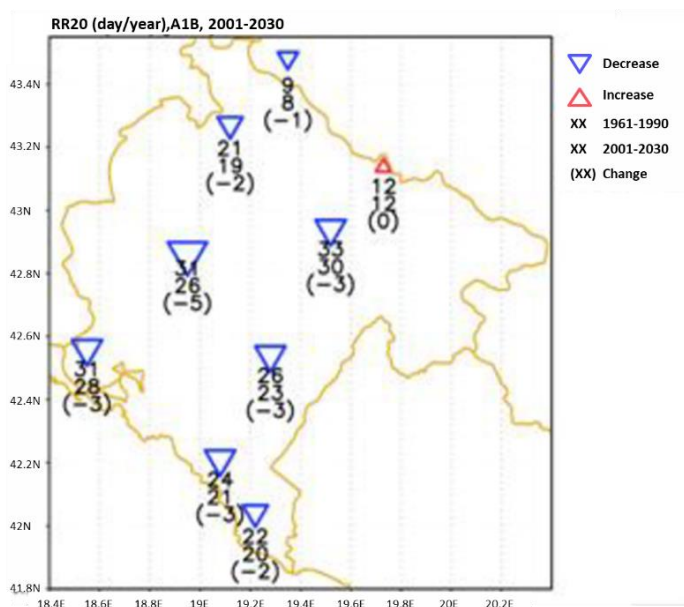 RR20 (day/year),A1B, 2001-2030
43.4N
43.2N
43N
42.8N
42.6N
42.4N
42.2N
42N
41.8N
18.4E
18.6E
18.8E
19E
19.2E
19.4E
19.6E
19.8E
20E
20.2E
9
8
(−1)
21
19
(−2)
12
12
(0)
33
30
(−3)
31
26
(−5)
31
28
(−3)
26
23
(−3)
24
21
(−3)
22
20
(−2)
Decrease
Increase
XX 1961-1990
XX 2001-2030
(XX) Change